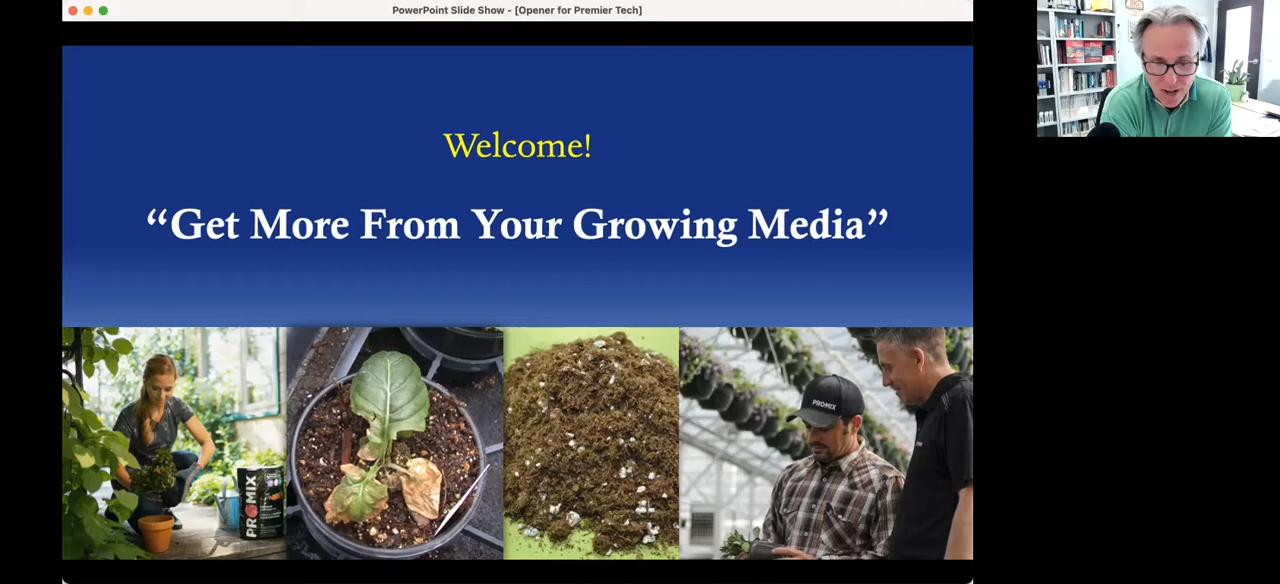 PowerPoint Slide Show - [Opener for Premier Tech]
Welcome!
“Get More From Your Growing Media”
PROMIX
PROMIX